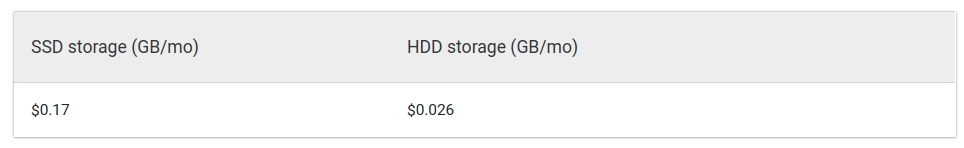 SSD storage (GB/mo) HDD storage (GB/mo)
$0.17 $0.026